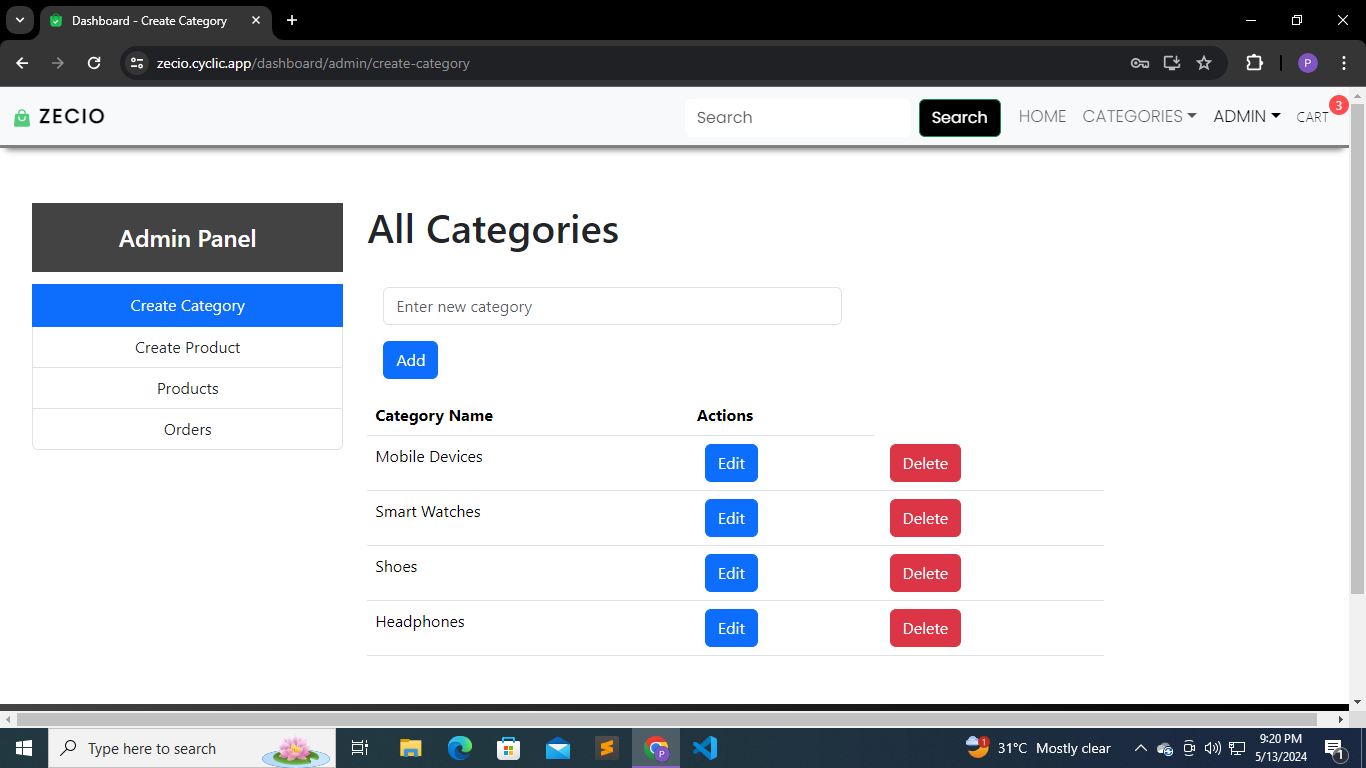 Dashboard - Create Category
zecio.cyclic.app/dashboard/admin/create-category
P
ZECIO
Search
Search
HOME
CATEGORIES
ADMIN
CART
3
Admin Panel
Create Category
Create Product
Products
Orders
All Categories
Enter new category
Add
Category Name Actions
Mobile Devices Edit Delete
Smart Watches Edit Delete
Shoes Edit Delete
Headphones Edit Delete
Type here to search
P
1
31°C Mostly clear
9:20 PM
5/13/2024
1